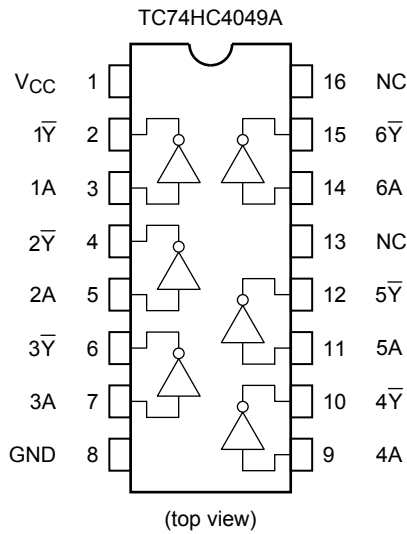 TC74HC4049A
V_CC 1 16 NC
1Y̅ 2 15 6Y̅
1A 3 14 6A
2Y̅ 4 13 NC
2A 5 12 5Y̅
3Y̅ 6 11 5A
3A 7 10 4Y̅
GND 8 9 4A
(top view)